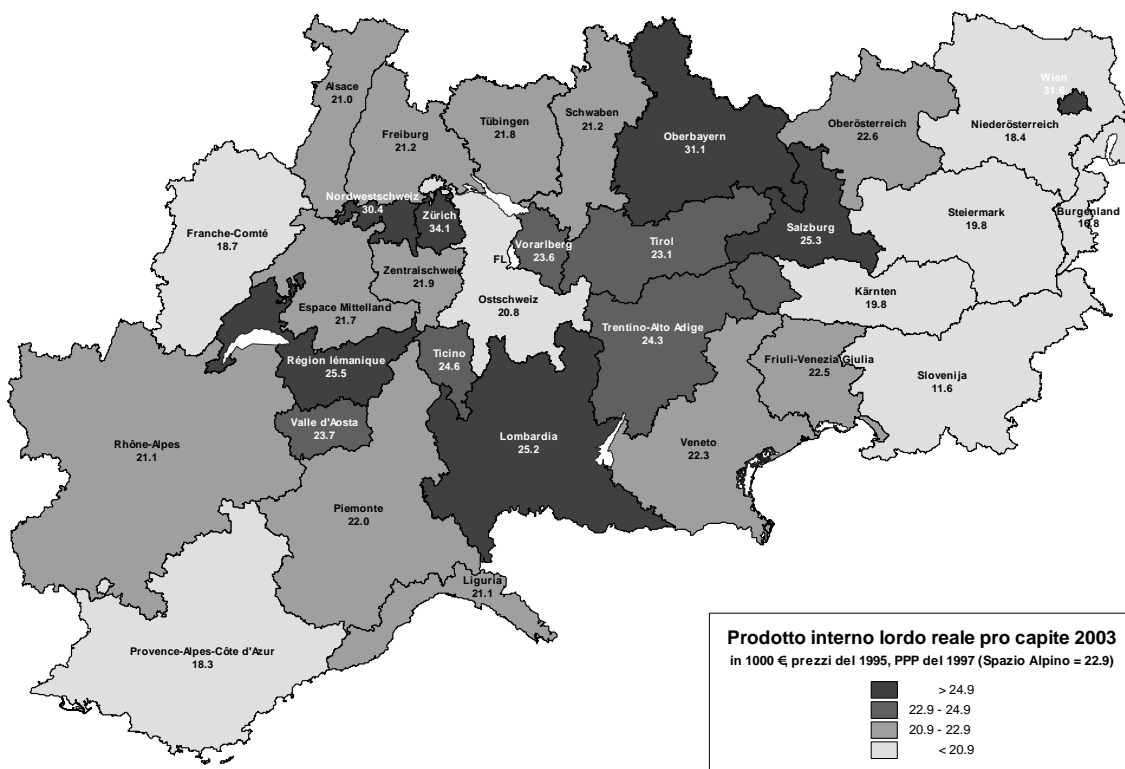 Alsace
21.0
Freiburg
21.2
Tübingen
21.8
Schwaben
21.2
Oberbayern
31.1
Oberösterreich
22.6
Wien
31.6
Niederösterreich
18.4
Nordwestschweiz
30.4
Zürich
34.1
Franche-Comté
18.7
Vorarlberg
23.6
FL
Tirol
23.1
Salzburg
25.3
Steiermark
19.8
Burgenland
Zentralschweiz
21.9
Espace Mittelland
21.7
Ostschweiz
20.8
Kärnten
19.8
Trentino-Alto Adige
24.3
Région lémanique
25.5
Ticino
24.6
Friuli-Venezia Giulia
22.5
Slovenija
11.6
Valle d'Aosta
23.7
Rhône-Alpes
21.1
Lombardia
25.2
Veneto
22.3
Piemonte
22.0
Liguria
21.1
Provence-Alpes-Côte d'Azur
18.3
Prodotto interno lordo reale pro capite 2003
in 1000 € prezzi del 1995, PPP del 1997 (Spazio Alpino = 22.9)
> 24.9
22.9 - 24.9
20.9 - 22.9
< 20.9